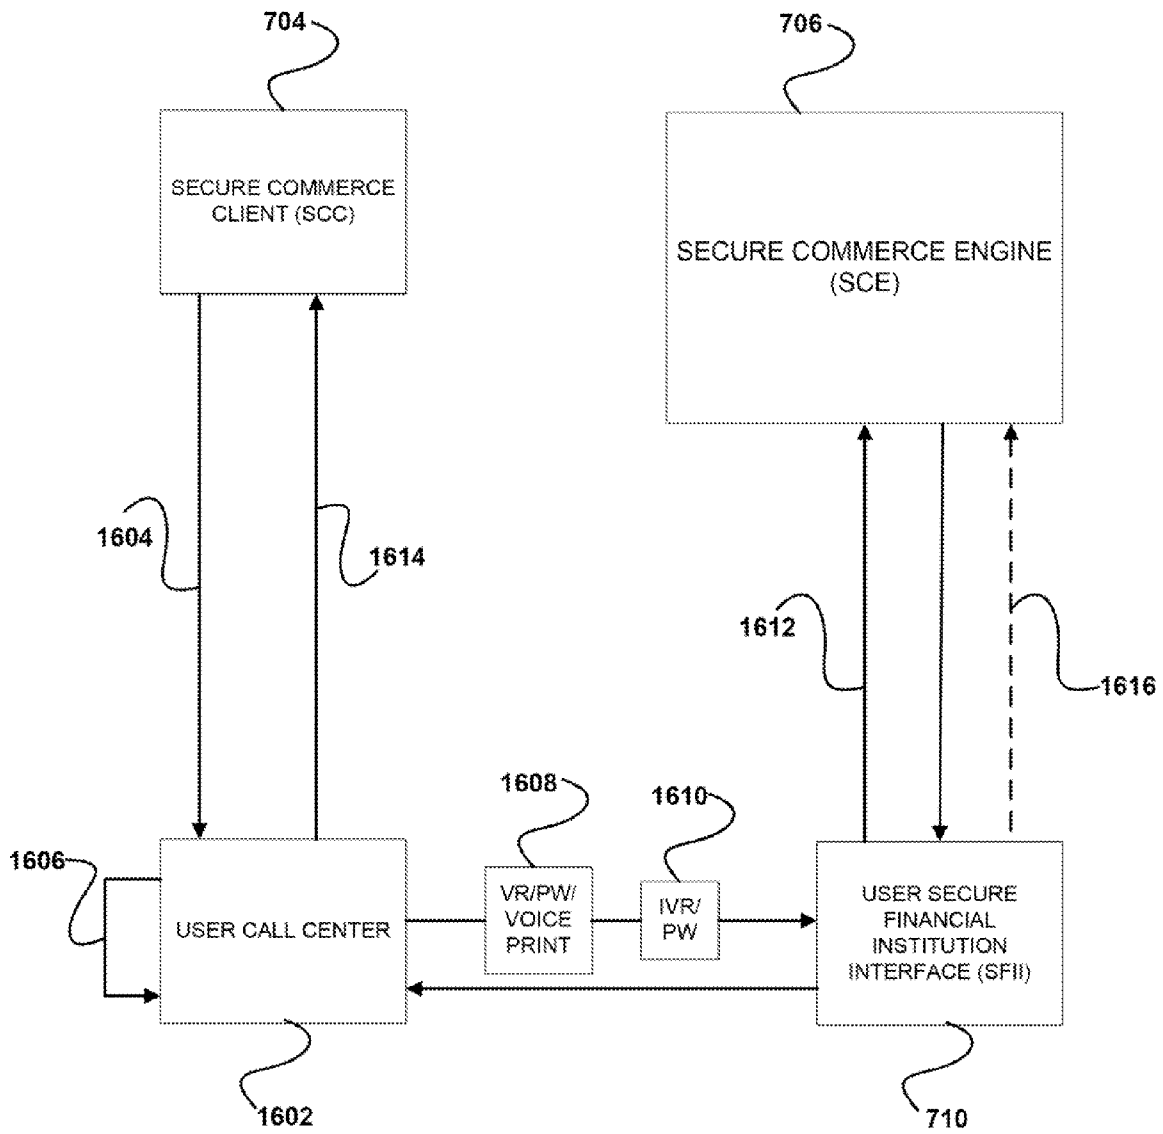 704
706
SECURE COMMERCE
CLIENT (SCC)
SECURE COMMERCE ENGINE
(SCE)
1604
1614
1612
1616
1608
1610
1606
USER CALL CENTER
VR/PW/
VOICE
PRINT
IVR/
PW
USER SECURE
FINANCIAL
INSTITUTION
INTERFACE (SFII)
1602
710